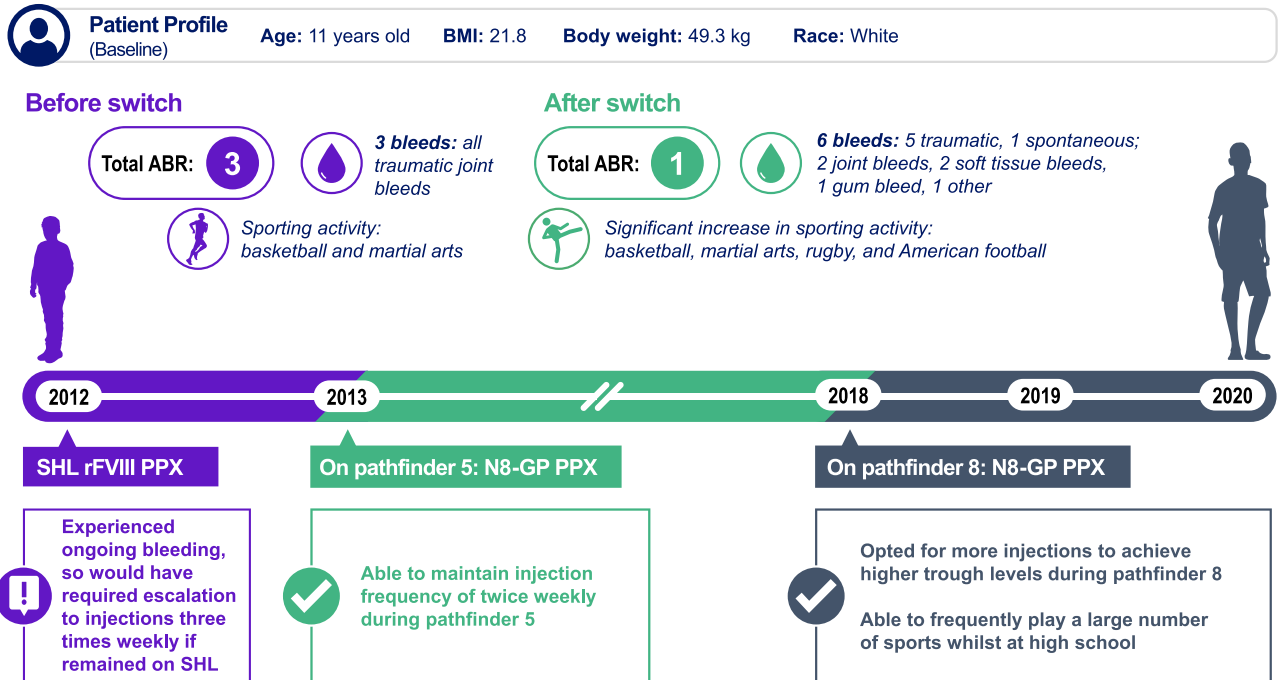 Patient Profile
(Baseline)
Age: 11 years old BMI: 21.8 Body weight: 49.3 kg Race: White
Before switch
Total ABR: 3
3 bleeds: all
traumatic joint
bleeds
Sporting activity:
basketball and martial arts
After switch
Total ABR: 1
6 bleeds: 5 traumatic, 1 spontaneous;
2 joint bleeds, 2 soft tissue bleeds,
1 gum bleed, 1 other
Significant increase in sporting activity:
basketball, martial arts, rugby, and American football
2012 2013 2018 2019 2020
SHL rFVIII PPX
Experienced
ongoing bleeding,
so would have
required escalation
to injections three
times weekly if
remained on SHL
On pathfinder 5: N8-GP PPX
Able to maintain injection
frequency of twice weekly
during pathfinder 5
On pathfinder 8: N8-GP PPX
Opted for more injections to achieve
higher trough levels during pathfinder 8
Able to frequently play a large number
of sports whilst at high school